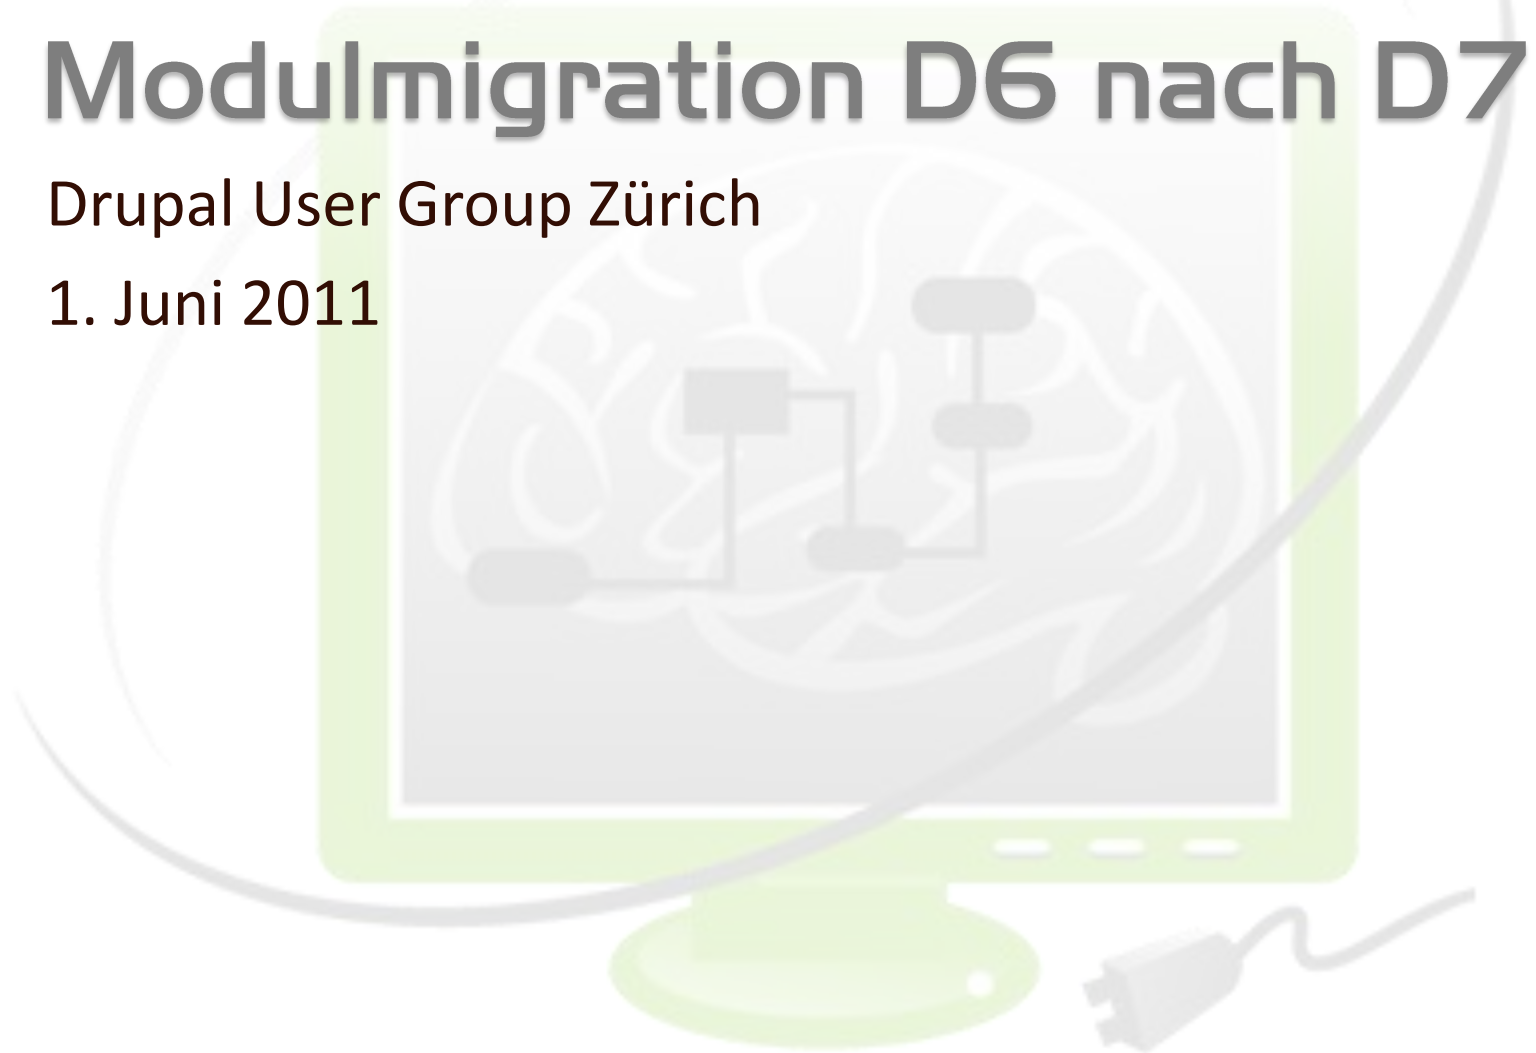 Modulmigration D6 nach D7
Drupal User Group Zürich
1. Juni 2011